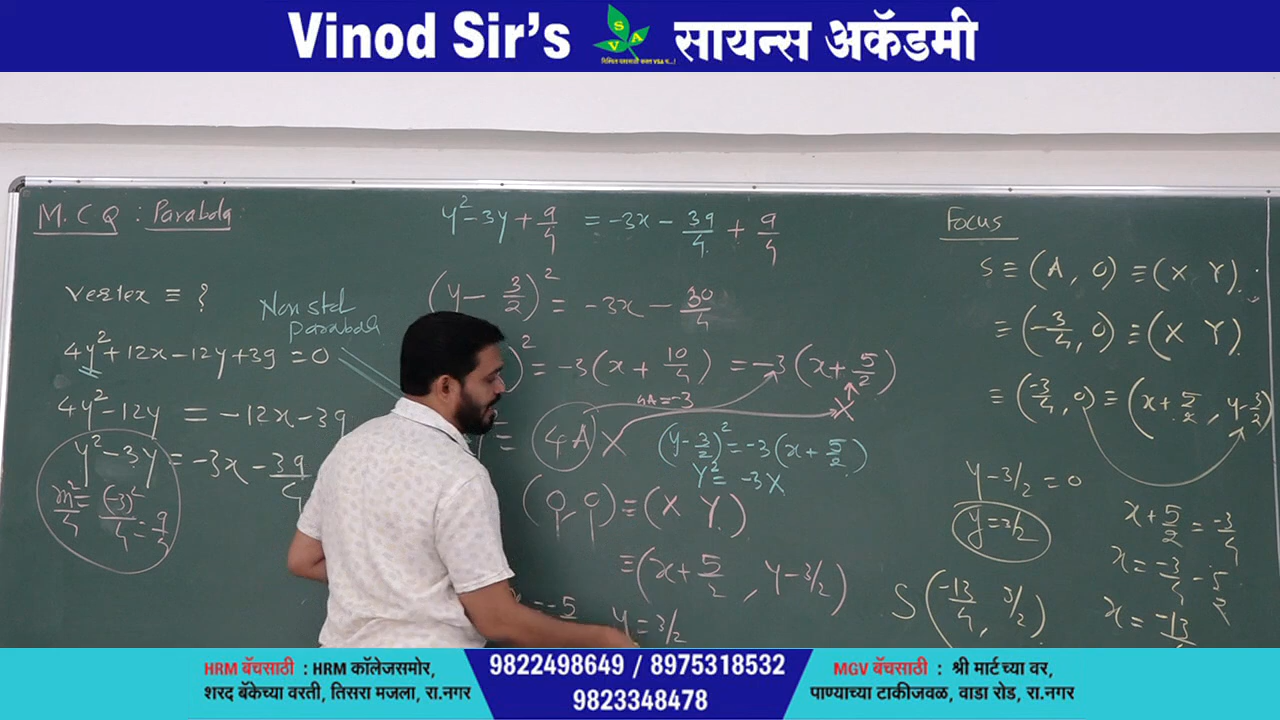 Vinod Sir's SVA सायन्स अकॅडमी
M.C.Q : Parabola
Vertex ≡ ?
Non std
parabola
4y² + 12x - 12y + 39 = 0
4y² - 12y = -12x - 39
y² - 3y = -3x - 39/4
m²/4 = (-3)²/4 = 9/4
y² - 3y + 9/4 = -3x - 39/4 + 9/4
(y - 3/2)² = -3x - 30/4
)² = -3(x + 10/4) = -3(x + 5/2)
4A = -3
= 4A X
X
(y - 3/2)² = -3(x + 5/2)
Y² = -3X
(0, 0) ≡ (X Y)
≡ (x + 5/2, y - 3/2)
= -5
y = 3/2
Focus
S ≡ (A, 0) ≡ (X Y).
≡ (-3/4, 0) ≡ (X Y).
≡ (-3/4, 0) ≡ (x + 5/2, y - 3/2)
y - 3/2 = 0
y = 3/2
x + 5/2 = -3/4
x = -3/4 - 5/2
x = -13
S(-13/4, 3/2)
HRM बॅचसाठी : HRM कॉलेजसमोर,
शरद बॅकेच्या वरती, तिसरा मजला, रा.नगर
9822498649 / 8975318532
9823348478
MGV बॅचसाठी : श्री मार्ट च्या वर,
पाण्याच्या टाकीजवळ, वाडा रोड, रा.नगर